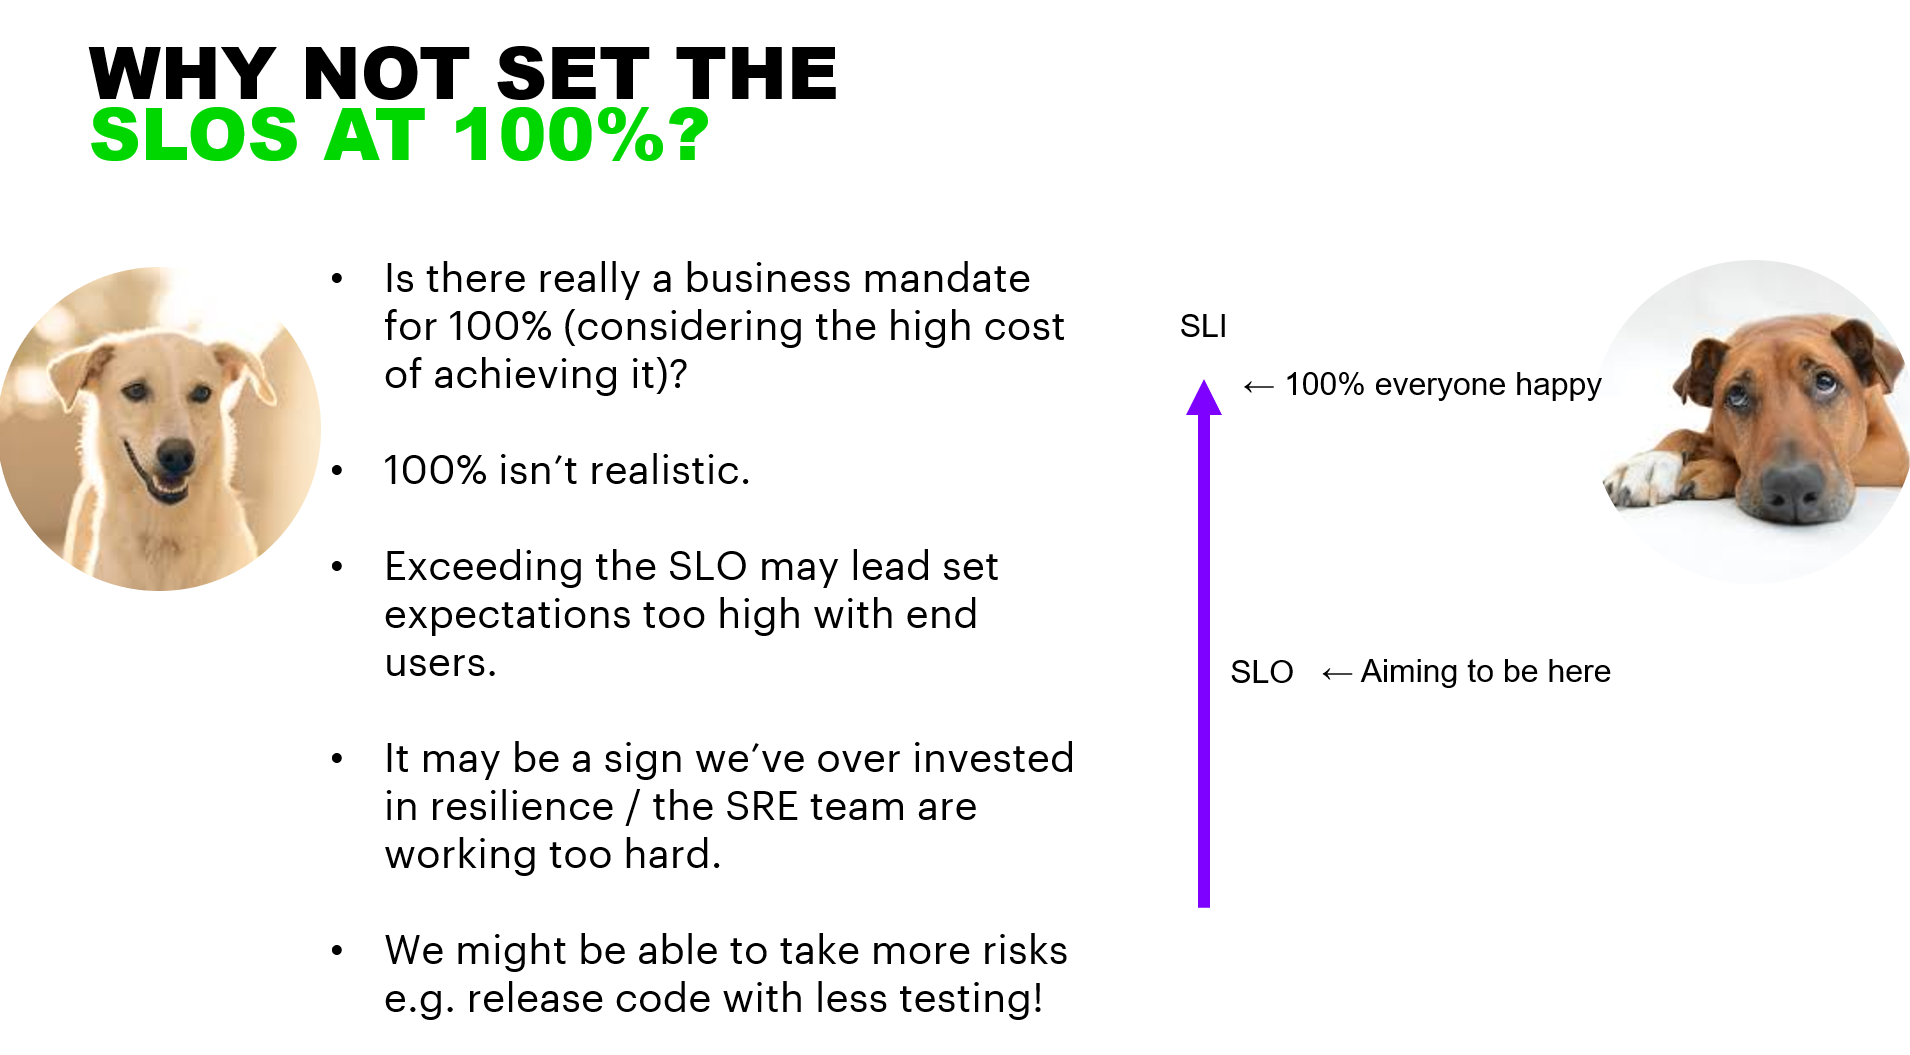 WHY NOT SET THE
SLOS AT 100%?
• Is there really a business mandate
for 100% (considering the high cost
of achieving it)?
• 100% isn’t realistic.
• Exceeding the SLO may lead set
expectations too high with end
users.
• It may be a sign we’ve over invested
in resilience / the SRE team are
working too hard.
• We might be able to take more risks
e.g. release code with less testing!
SLI
← 100% everyone happy
SLO ← Aiming to be here